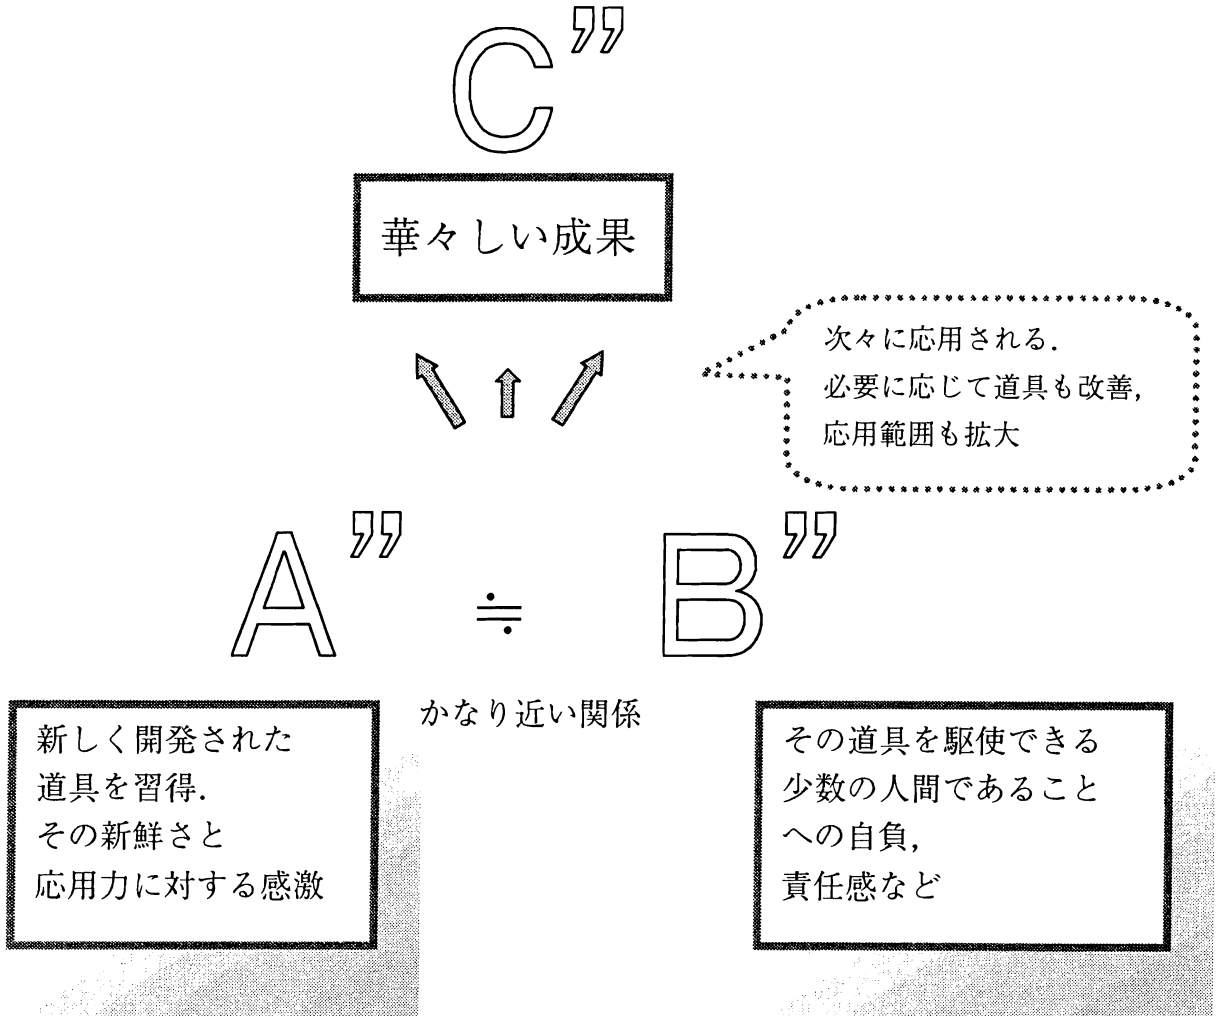 C”
華々しい成果
次々に応用される.
必要に応じて道具も改善,
応用範囲も拡大
A”
≒
B”
かなり近い関係
新しく開発された
道具を習得.
その新鮮さと
応用力に対する感激
その道具を駆使できる
少数の人間であること
への自負,
責任感など